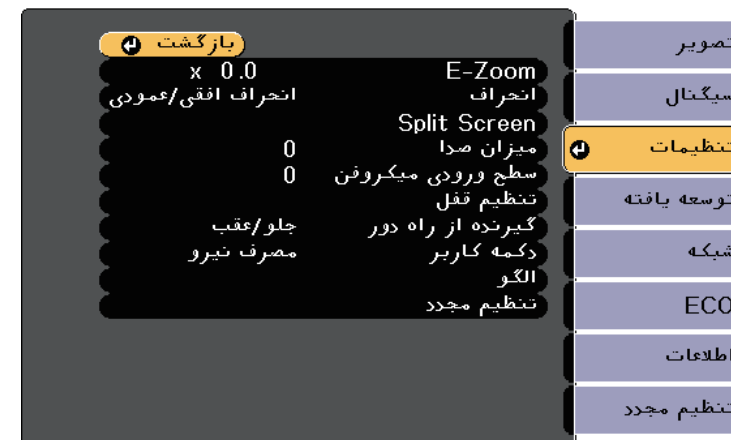 تصویر
سیگنال
تنظیمات
توسعه یافته
شبکه
ECO
اطلاعات
تنظیم مجدد
بازگشت
E-Zoom x 0.0
انحراف انحراف افقی/عمودی
Split Screen
میزان صدا 0
سطح ورودی میکروفن 0
تنظیم قفل
گیرنده از راه دور جلو/عقب
دکمه کاربر مصرف نیرو
الگو
تنظیم مجدد